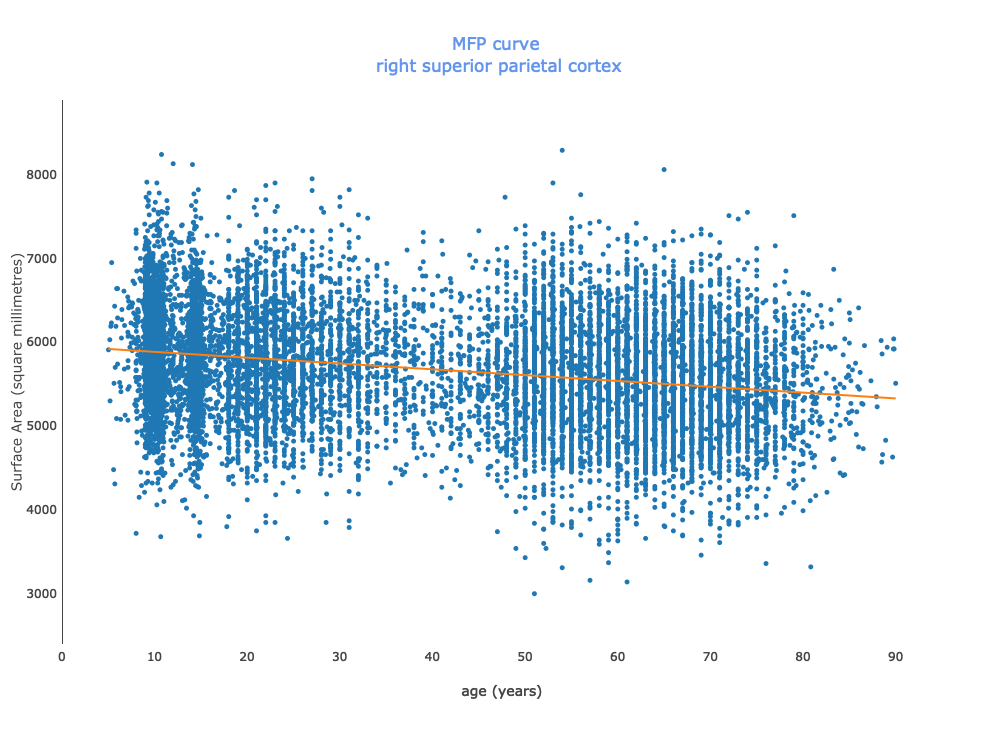 MFP curve
right superior parietal cortex
Surface Area (square millimetres)
8000
7000
6000
5000
4000
3000
0 10 20 30 40 50 60 70 80 90
age (years)